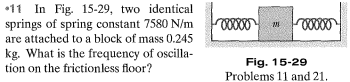 •11 In Fig. 15-29, two identical
springs of spring constant 7580 N/m
are attached to a block of mass 0.245
kg. What is the frequency of oscilla-
tion on the frictionless floor?
m
Fig. 15-29
Problems 11 and 21.